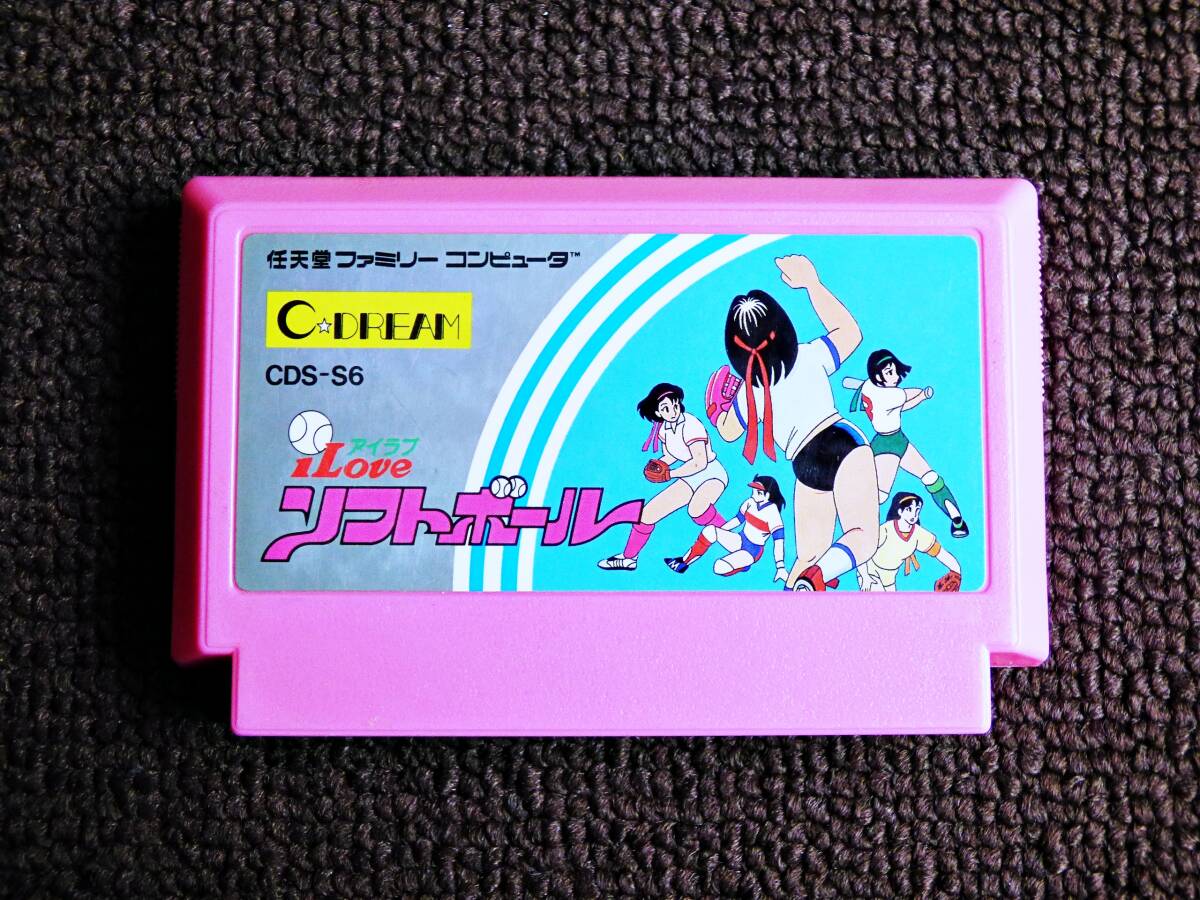 任天堂 ファミリー コンピュータ™
C☆DREAM
CDS-S6
アイラブ
iLove
ソフトボール
3